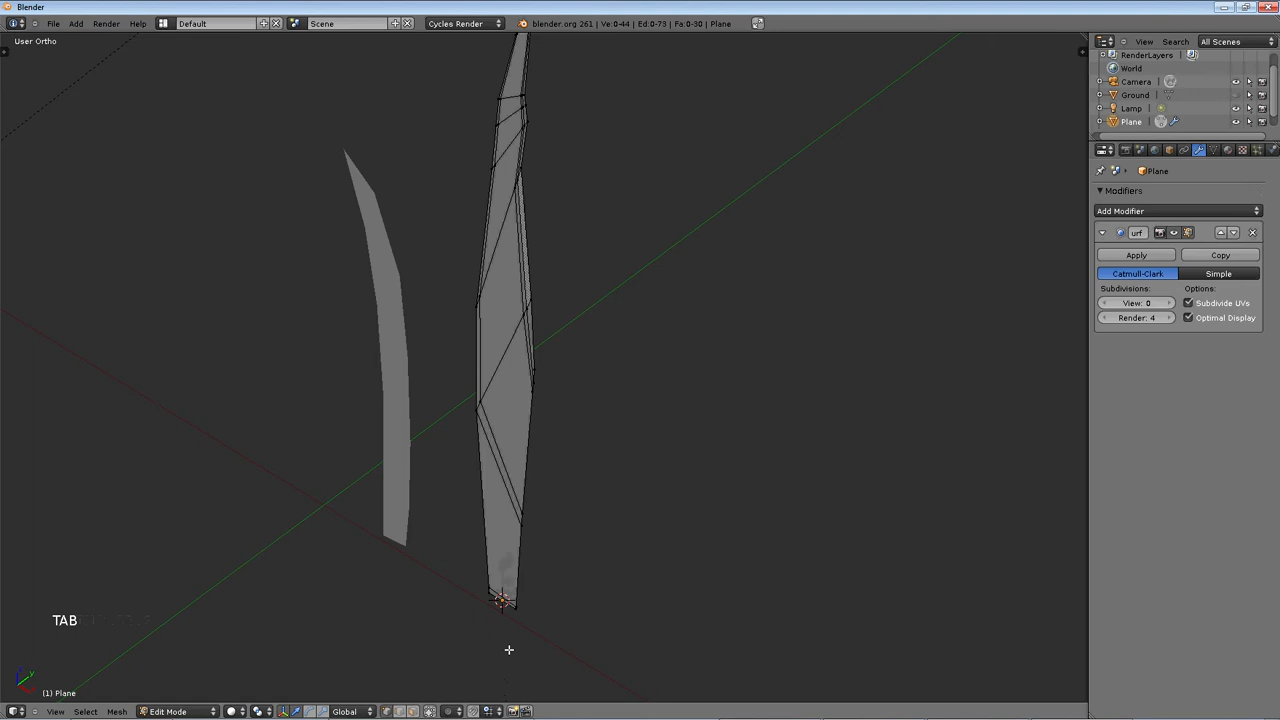 Blender
File Add Render Help Default Scene Cycles Render blender.org 261 | Ve:0-44 | Ed:0-73 | Fa:0-30 | Plane
View Search All Scenes
User Ortho
RenderLayers
World
Camera
Ground
Lamp
Plane
Plane
Modifiers
Add Modifier
urf
Apply Copy
Catmull-Clark Simple
Subdivisions: Options:
View: 0 Subdivide UVs
Render: 4 Optimal Display
TAB
(1) Plane
View Select Mesh Edit Mode Global